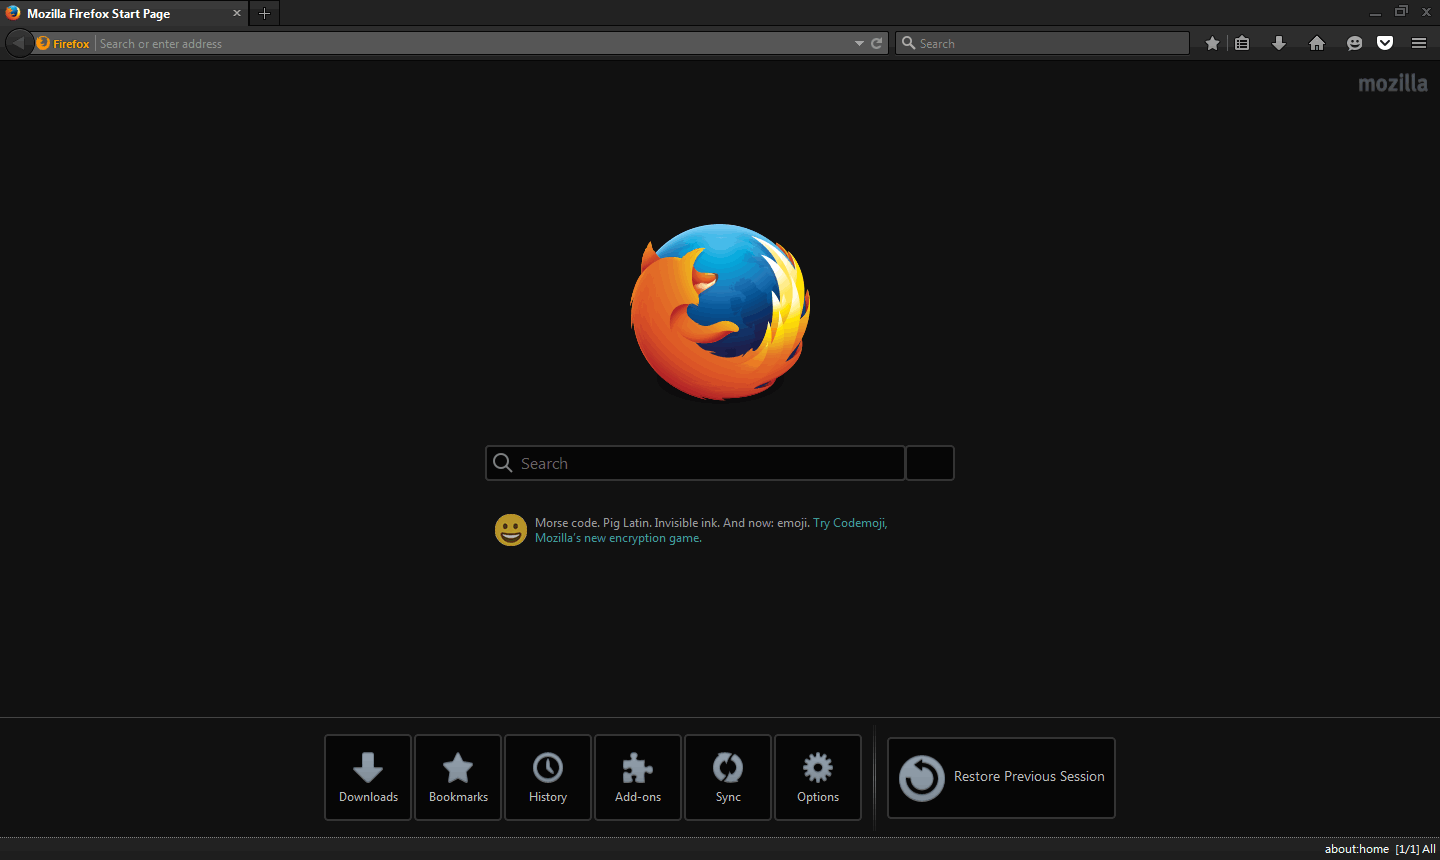 Mozilla Firefox Start Page
Firefox
Search or enter address
Search
mozilla
Search
Morse code. Pig Latin. Invisible ink. And now: emoji. Try Codemoji,
Mozilla's new encryption game.
Downloads
Bookmarks
History
Add-ons
Sync
Options
Restore Previous Session
about:home [1/1] All